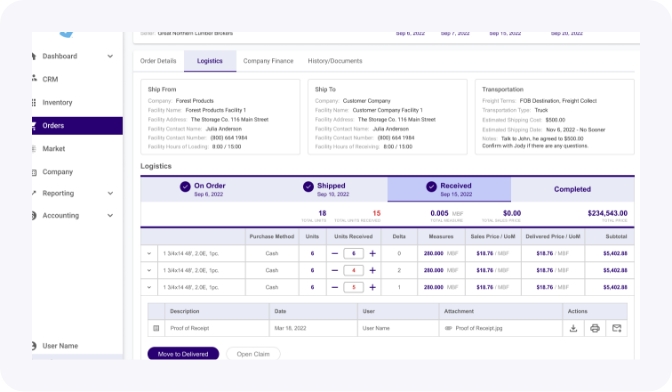 Seller Great Northern Lumber Brokers Sep 6, 2022 Sep 7, 2022 Sep 15, 2022 Sep 20, 2022
Dashboard
CRM
Inventory
Orders
Market
Company
Reporting
Accounting
User Name
Order Details Logistics Company Finance History/Documents
Ship From
Company: Forest Products
Facility Name: Forest Products Facility 1
Facility Address: The Storage Co. 116 Main Street
Facility Contact Name: Julia Anderson
Facility Contact Number: (800) 664 1984
Facility Hours of Loading: 8:00 / 15:00
Ship To
Company: Customer Company
Facility Name: Customer Company Facility 1
Facility Address: The Storage Co. 116 Main Street
Facility Contact Name: Julia Anderson
Facility Contact Number: (800) 664 1984
Facility Hours of Receiving: 8:00 / 15:00
Transportation
Freight Terms: FOB Destination, Freight Collect
Transportation Type: Truck
Estimated Shipping Cost: $500.00
Estimated Shipping Date: Nov 8, 2022 - No Sooner
Notes: Talk to John, he agreed to $500.00
Confirm with Jody if there are any questions.
Logistics
On Order
Sep 6, 2022
Shipped
Sep 10, 2022
Received
Sep 15, 2022
Completed
18 15 0.005 MBF $0.00 $234,543.00
TOTAL UNITS TOTAL UNITS RECEIVED TOTAL MEASURE TOTAL SALES PRICE TOTAL PRICE
Purchase Method Units Units Received Delta Measures Sales Price / UoM Delivered Price / UoM Subtotal
1 3/4x14 48', 2.0E, 1pc. Cash 6 − 6 + 0 280.000 MBF $18.76 / MBF $18.76 / MBF $5,402.88
1 3/4x14 48', 2.0E, 1pc. Cash 6 − 4 + 2 280.000 MBF $18.76 / MBF $18.76 / MBF $5,402.88
1 3/4x14 48', 2.0E, 1pc. Cash 6 − 5 + 1 280.000 MBF $18.76 / MBF $18.76 / MBF $5,402.88
Description Date User Attachment Actions
Proof of Receipt Mar 16, 2022 User Name Proof of Receipt.jpg
Move to Delivered Open Claim